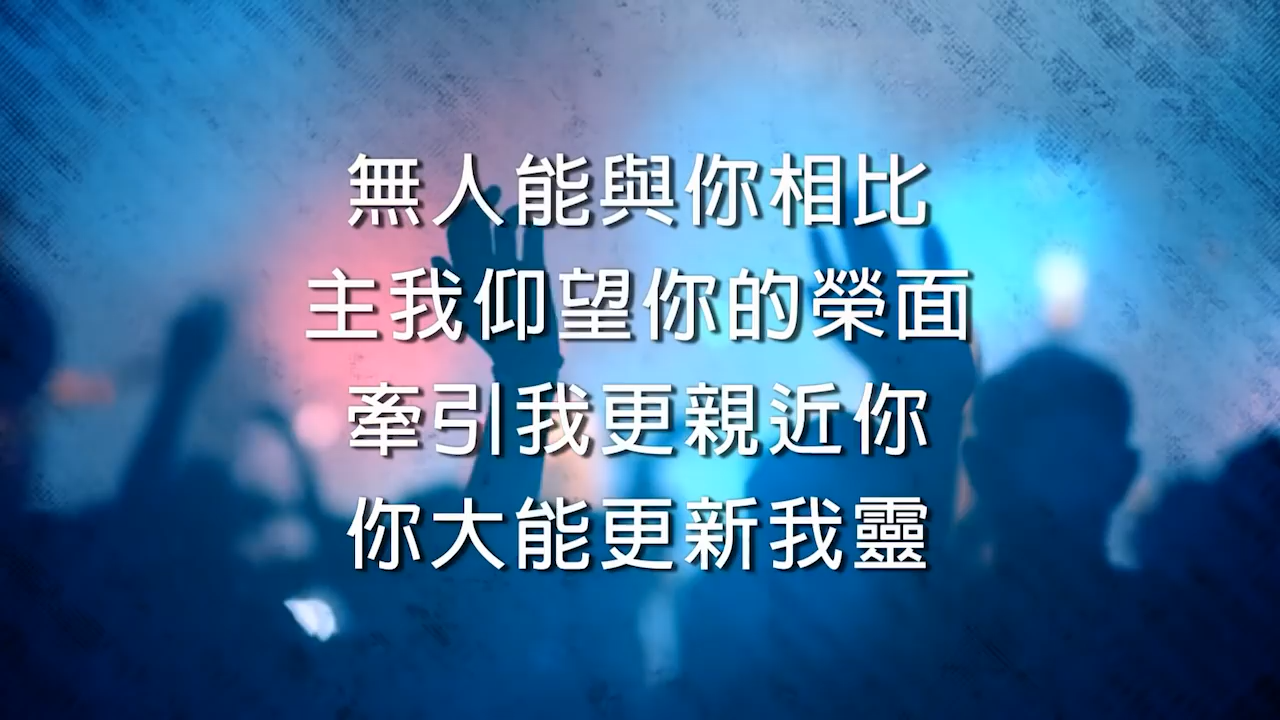 無人能與你相比
主我仰望你的榮面
牽引我更親近你
你大能更新我靈